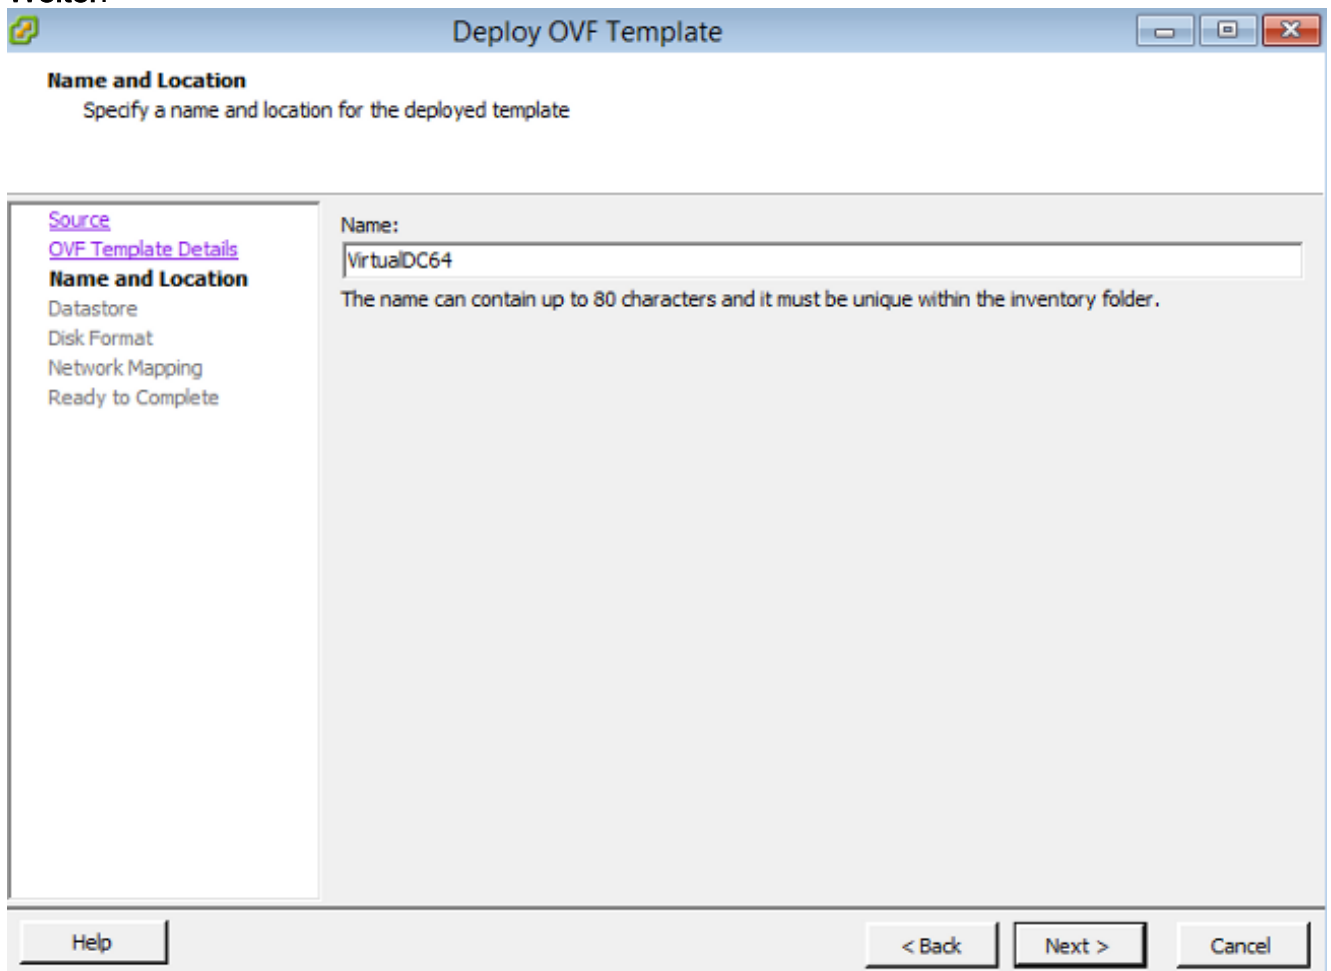 Deploy OVF Template
Name and Location
Specify a name and location for the deployed template
Source
OVF Template Details
Name and Location
Datastore
Disk Format
Network Mapping
Ready to Complete
Name:
VirtualDC64
The name can contain up to 80 characters and it must be unique within the inventory folder.
Help
< Back
Next >
Cancel